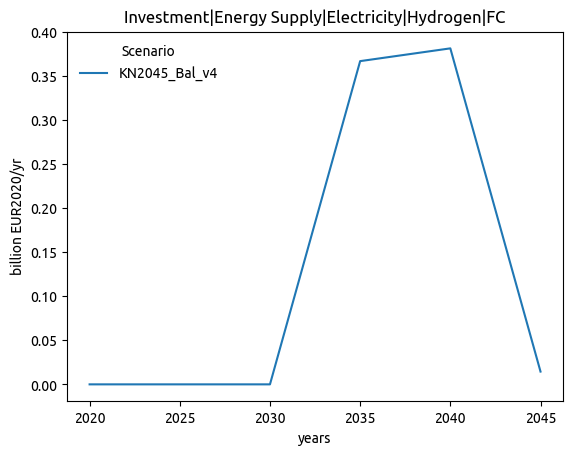 Investment|Energy Supply|Electricity|Hydrogen|FC
Scenario
KN2045_Bal_v4
0.40
0.35
0.30
0.25
0.20
0.15
0.10
0.05
0.00
billion EUR2020/yr
2020 2025 2030 2035 2040 2045
years